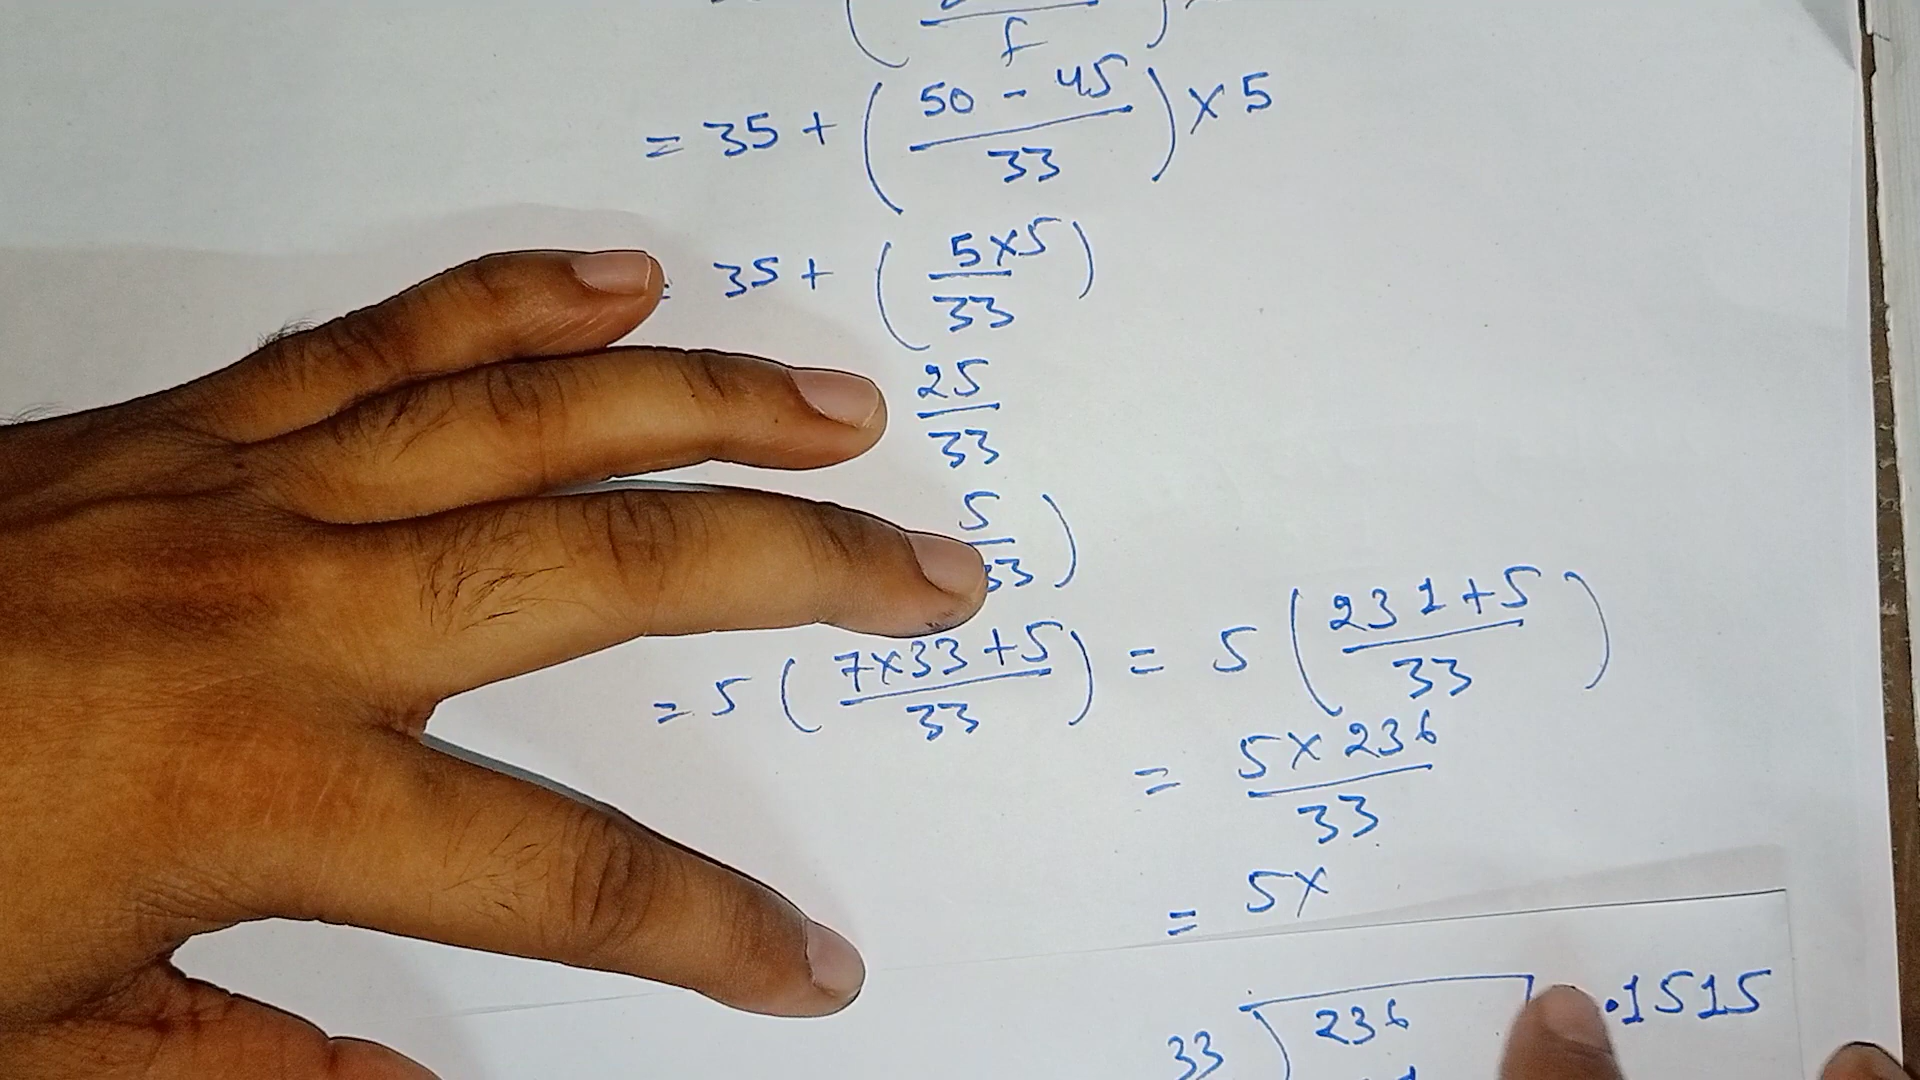 f
= 35 + ( 50 - 45 / 33 ) × 5
= 35 + ( 5×5 / 33 )
25 / 33
5 / 33 )
= 5 ( 7×33+5 / 33 ) = 5 ( 231+5 / 33 )
= 5×236 / 33
= 5×
33 ) 236 .1515